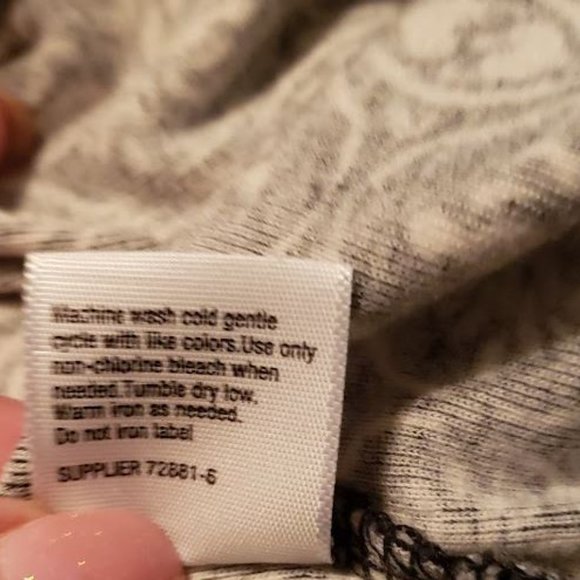 Machine wash cold gentle
cycle with like colors.Use only
non-chlorine bleach when
needed.Tumble dry low.
Warm iron as needed.
Do not iron label
SUPPLIER 72881-6